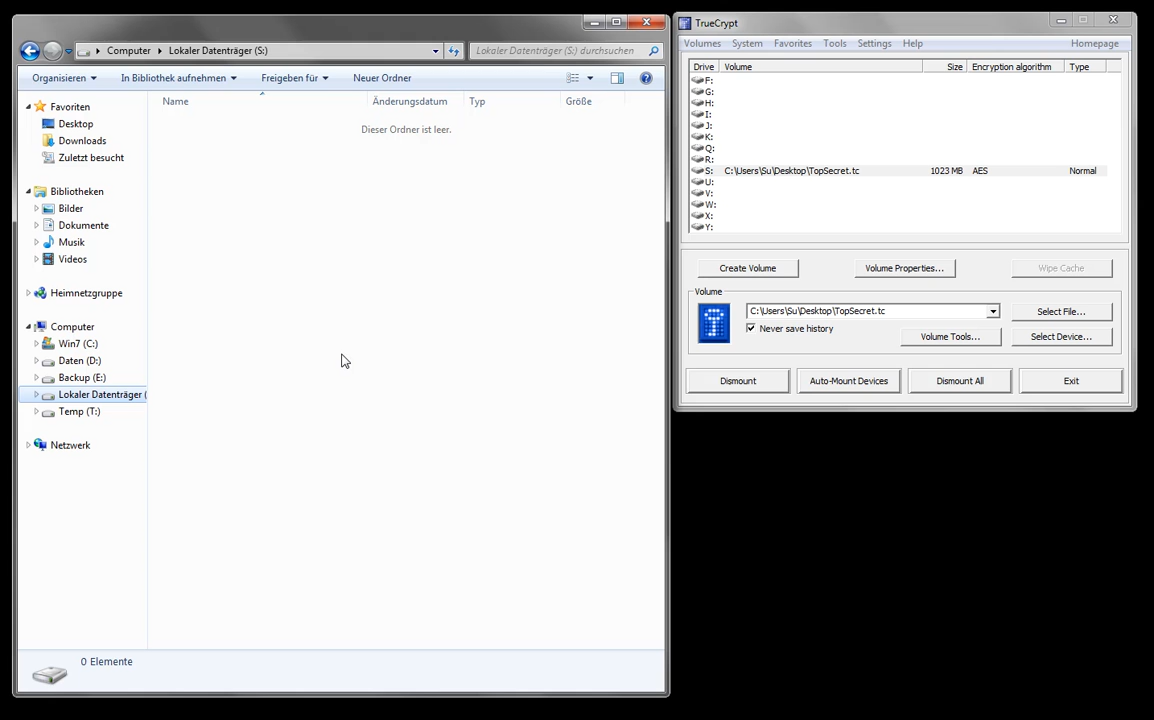 Computer Lokaler Datenträger (S:)
Lokaler Datenträger (S:) durchsuchen
Organisieren In Bibliothek aufnehmen Freigeben für Neuer Ordner
Name Änderungsdatum Typ Größe
Dieser Ordner ist leer.
Favoriten
Desktop
Downloads
Zuletzt besucht
Bibliotheken
Bilder
Dokumente
Musik
Videos
Heimnetzgruppe
Computer
Win7 (C:)
Daten (D:)
Backup (E:)
Lokaler Datenträger (
Temp (T:)
Netzwerk
0 Elemente
TrueCrypt
Volumes System Favorites Tools Settings Help Homepage
Drive Volume Size Encryption algorithm Type
F:
G:
H:
I:
J:
K:
Q:
R:
S: C:\Users\Su\Desktop\TopSecret.tc 1023 MB AES Normal
U:
V:
W:
X:
Y:
Create Volume Volume Properties... Wipe Cache
Volume
C:\Users\Su\Desktop\TopSecret.tc Select File...
Never save history
Volume Tools... Select Device...
Dismount Auto-Mount Devices Dismount All Exit